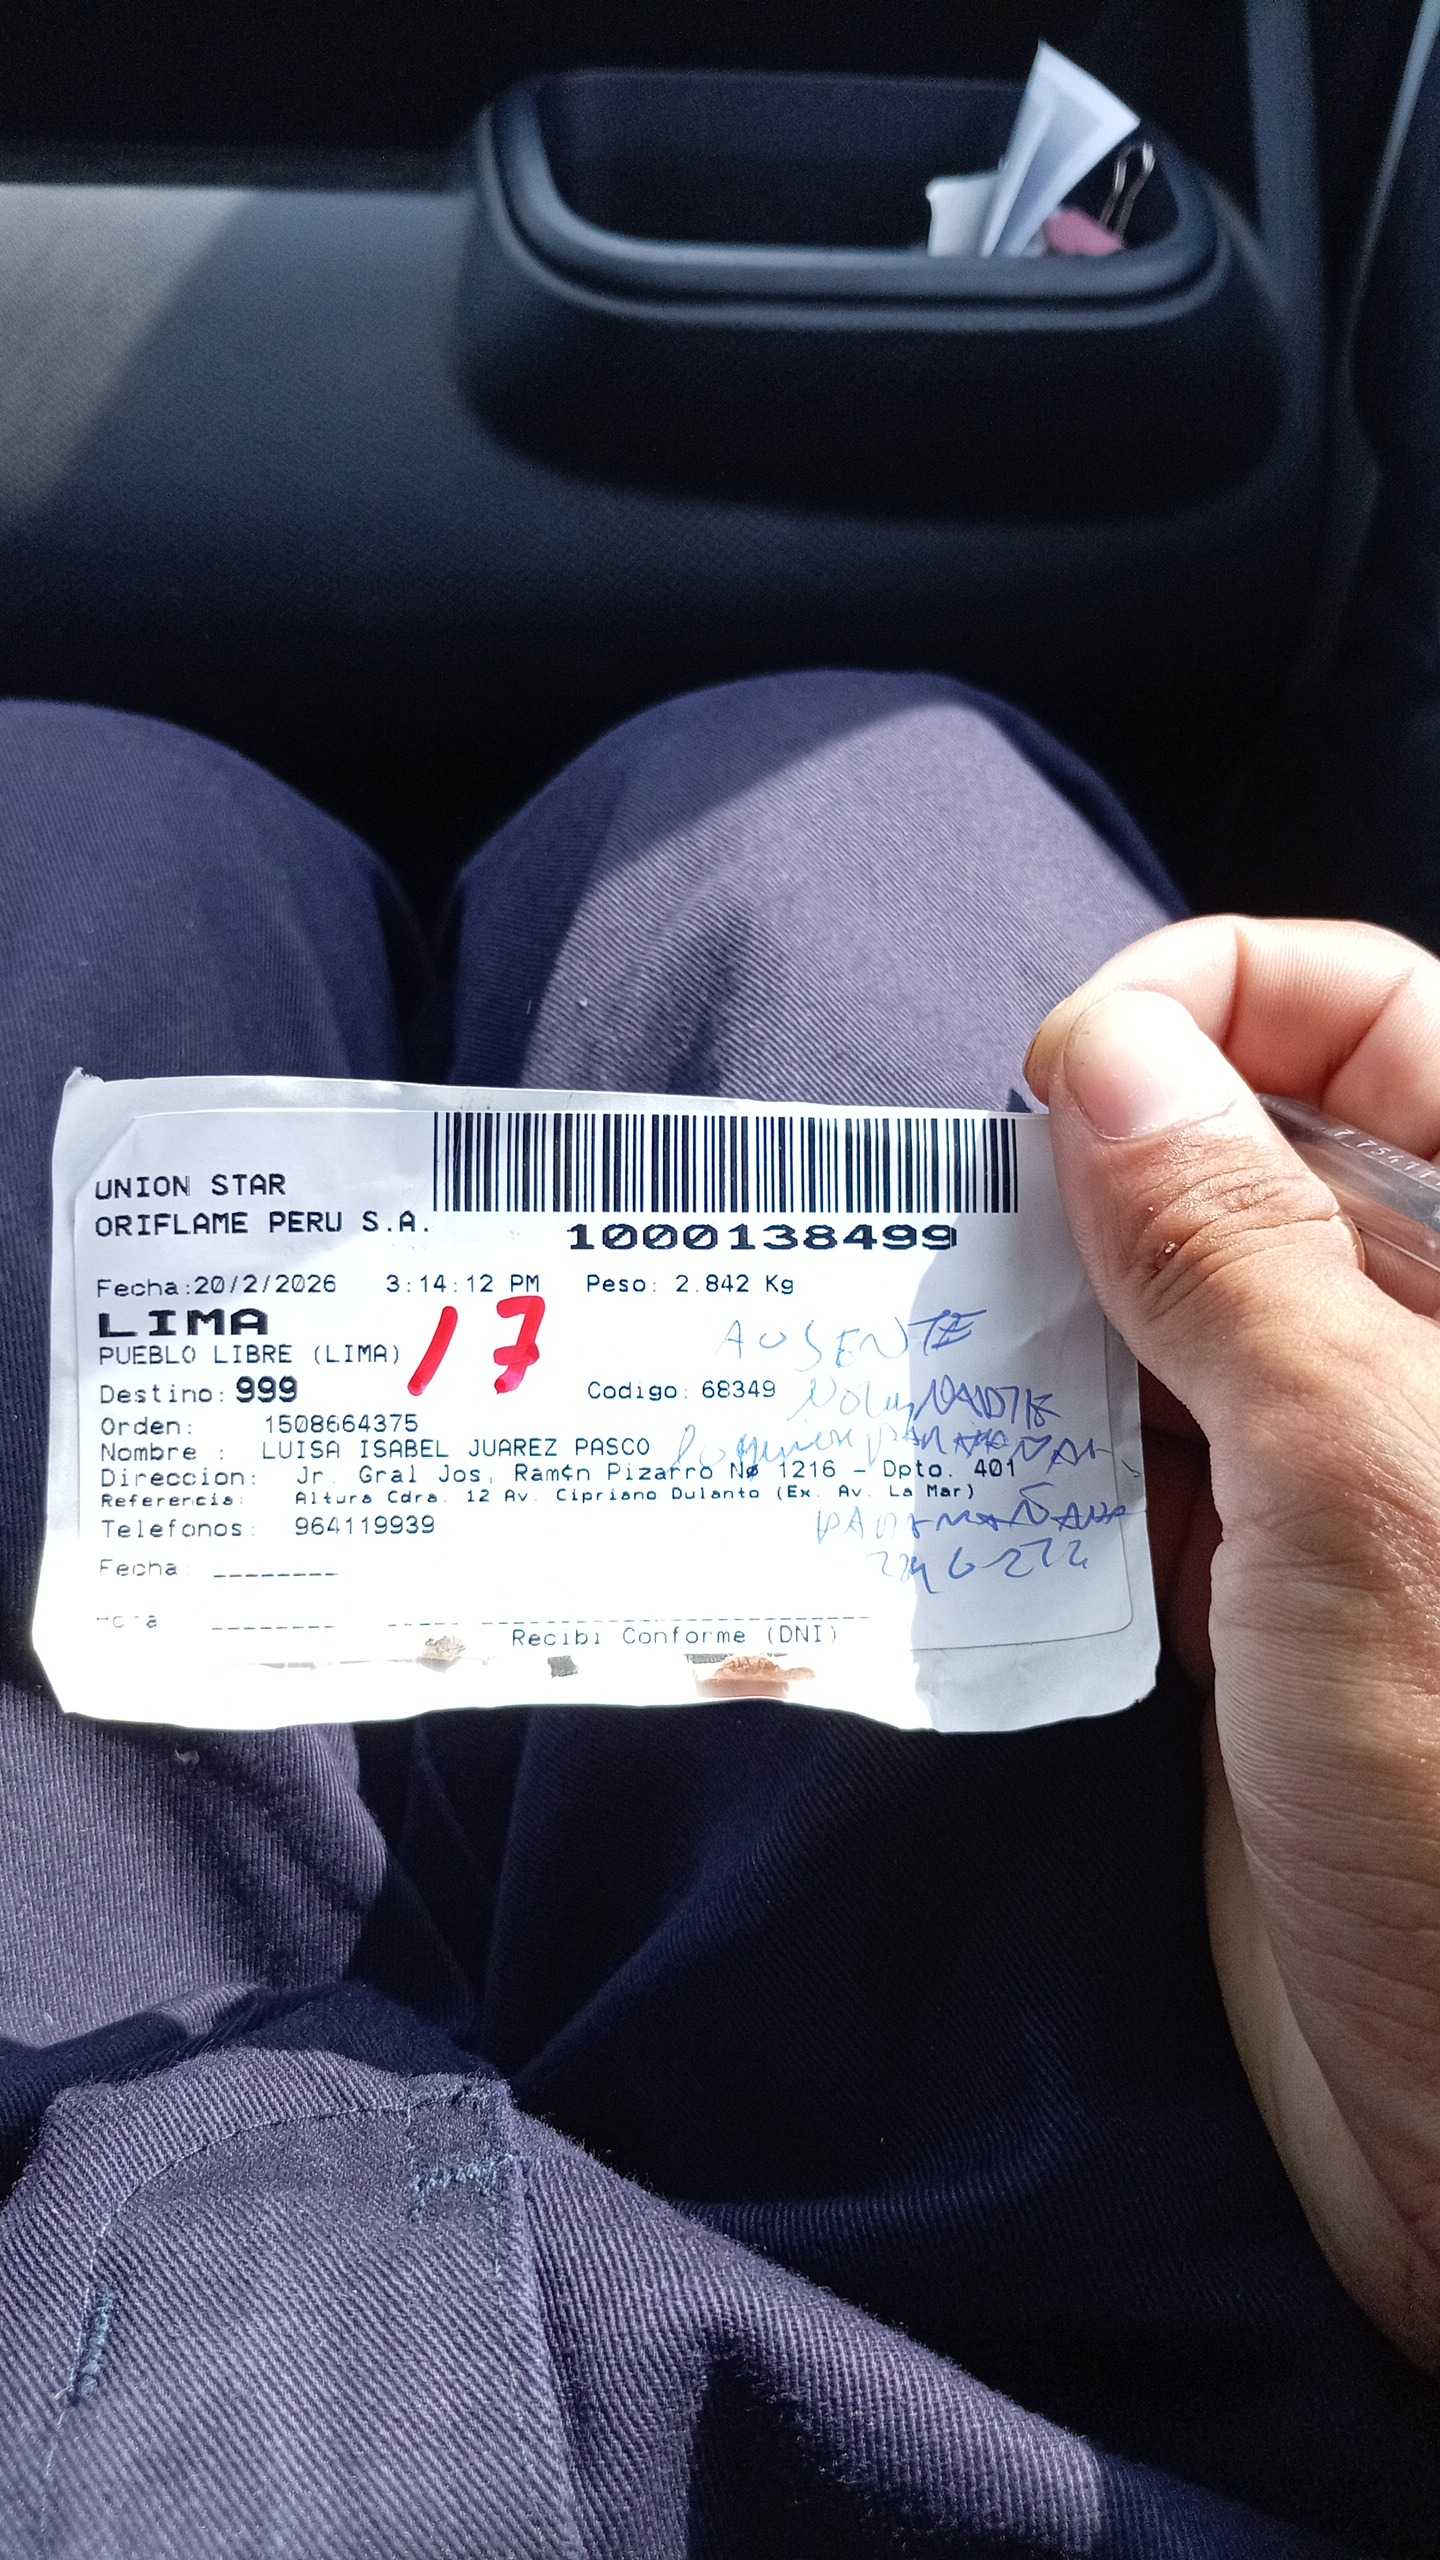 UNION STAR
ORIFLAME PERU S.A.
1000138499
Fecha:20/2/2026 3:14:12 PM Peso: 2.842 Kg
LIMA
17
AUSENTE
PUEBLO LIBRE (LIMA)
Destino: 999 Codigo: 68349
NADIE
Orden: 1508664375
Nombre : LUISA ISABEL JUAREZ PASCO
Direccion: Jr. Gral Jos, Ram¢n Pizarro Nø 1216 - Dpto. 401
Referencia: Altura Cdra. 12 Av. Cipriano Dulanto (Ex. Av. La Mar)
Telefonos: 964119939
Fecha:
Recibi Conforme (DNI)